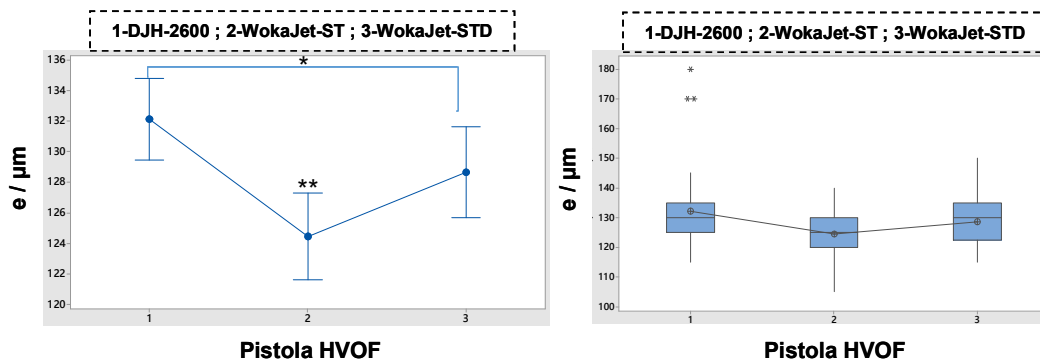 1-DJH-2600 ; 2-WokaJet-ST ; 3-WokaJet-STD
136
134
132
130
128
126
124
122
120
e / µm
*
**
1 2 3
Pistola HVOF
1-DJH-2600 ; 2-WokaJet-ST ; 3-WokaJet-STD
180
170
160
150
140
130
120
110
100
e / µm
*
**
1 2 3
Pistola HVOF